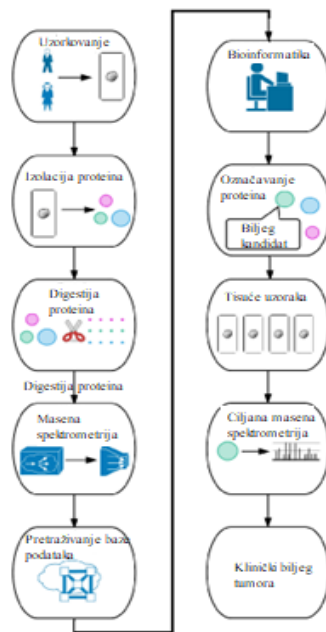 Uzorkovanje
Izolacija proteina
Digestija
proteina
Digestija proteina
Masena
spektrometrija
Pretraživanje baze
podataka
Bioinformatika
Označavanje
proteina
Biljeg
kandidat
Tisuće uzoraka
Ciljana masena
spektrometrija
Klinički biljeg
tumora